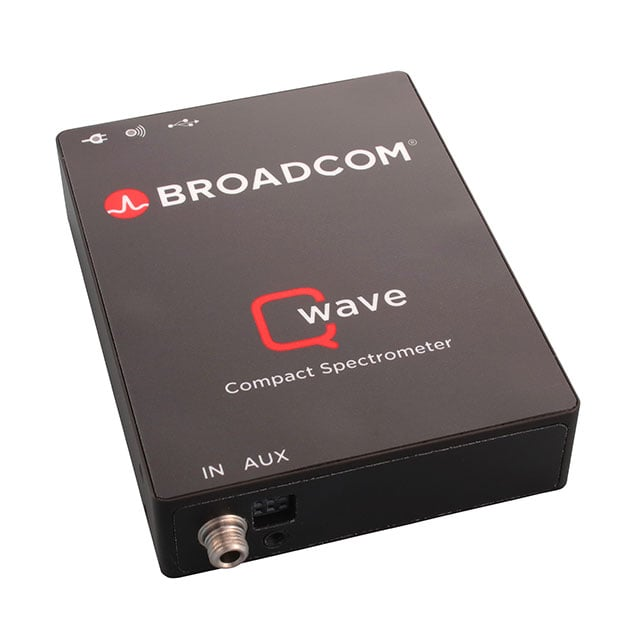 BROADCOM®
Q wave
Compact Spectrometer
IN AUX